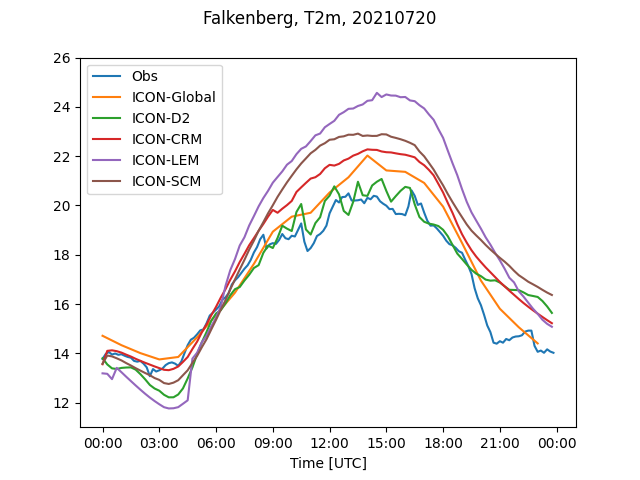 Falkenberg, T2m, 20210720
26
24
22
20
18
16
14
12
Obs
ICON-Global
ICON-D2
ICON-CRM
ICON-LEM
ICON-SCM
00:00 03:00 06:00 09:00 12:00 15:00 18:00 21:00 00:00
Time [UTC]